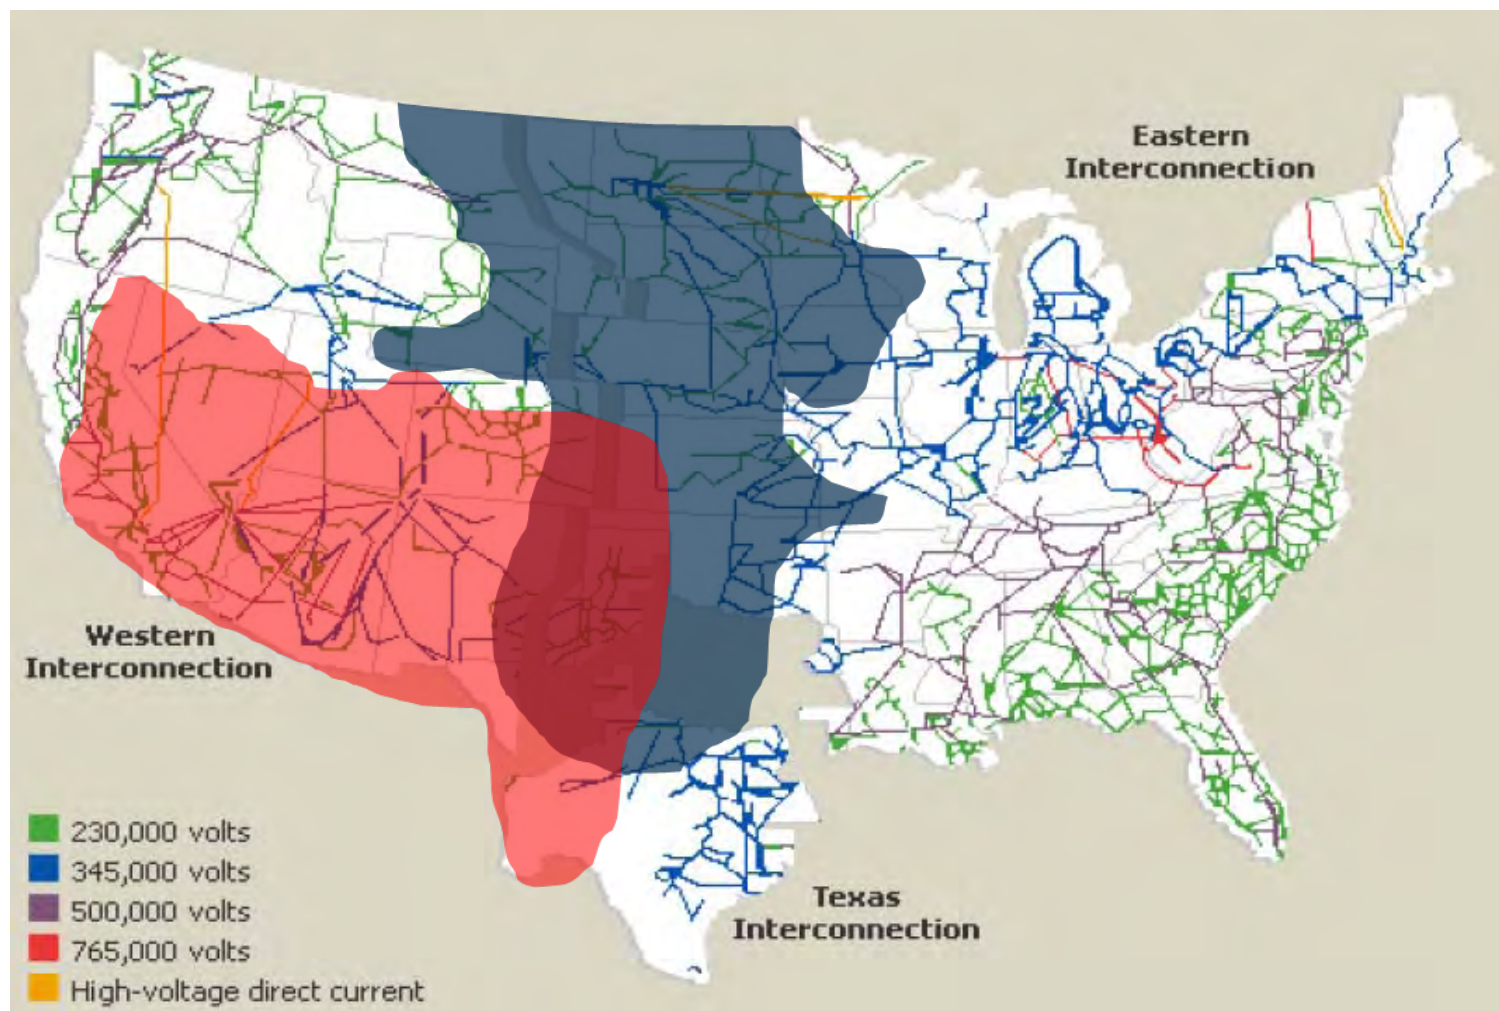 Eastern
Interconnection
Western
Interconnection
Texas
Interconnection
230,000 volts
345,000 volts
500,000 volts
765,000 volts
High-voltage direct current